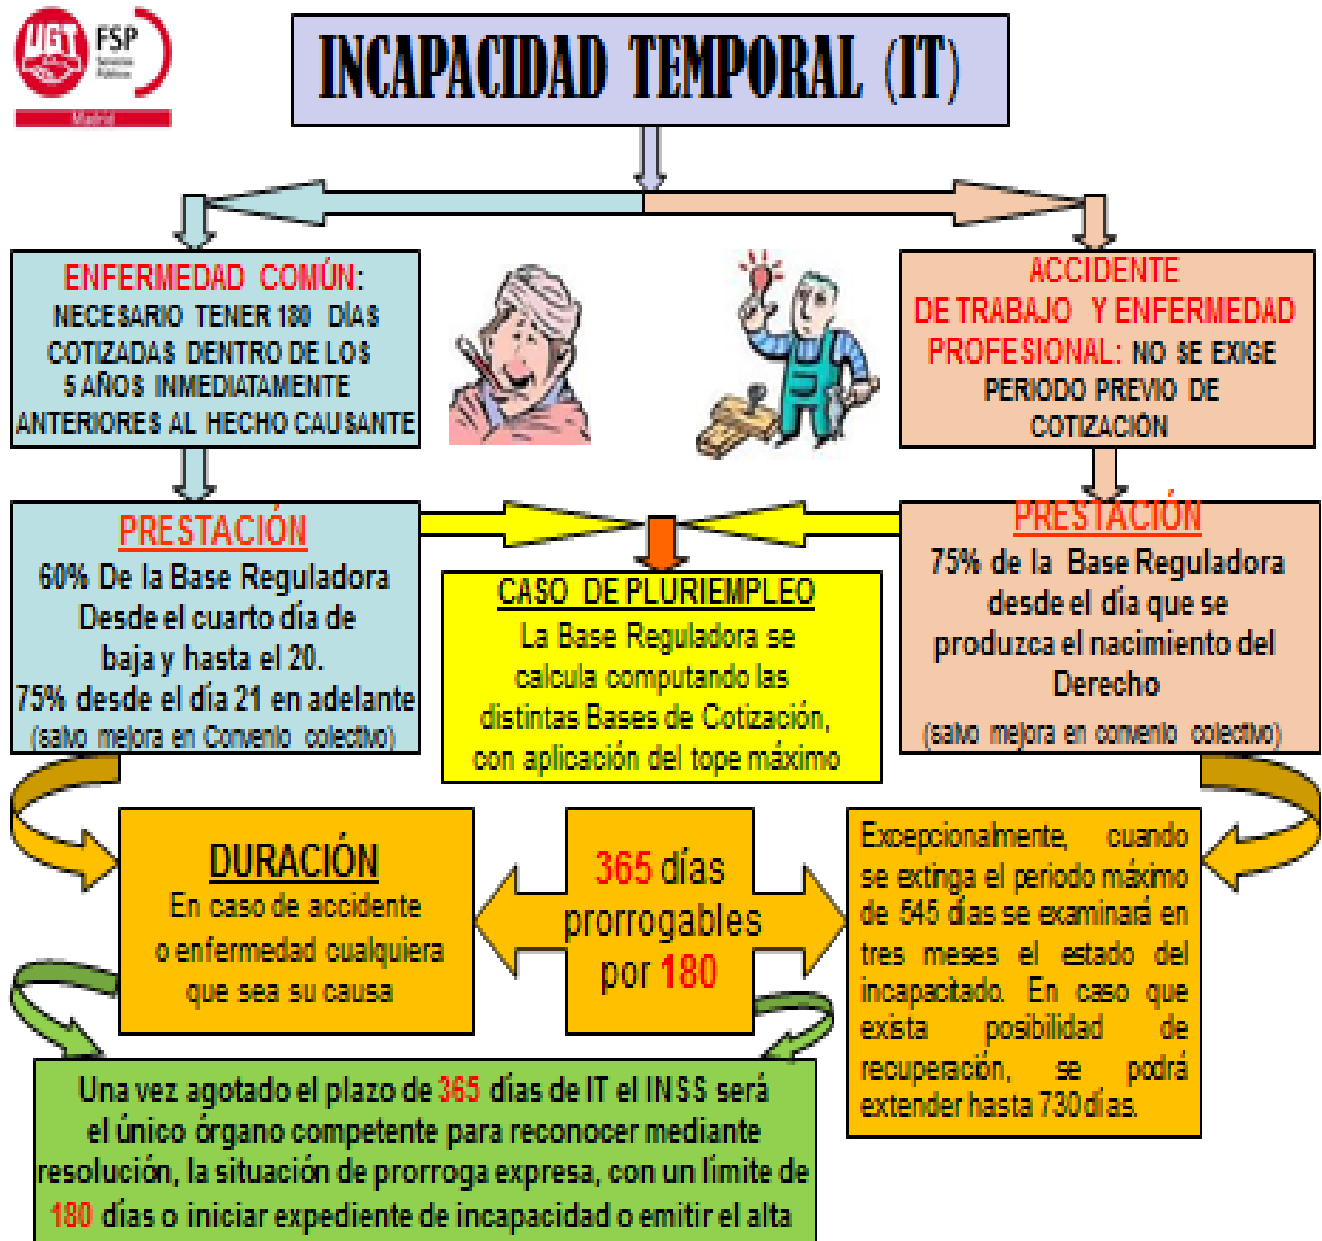 UGT
FSP
Servicios
Públicos
Madrid
INCAPACIDAD TEMPORAL (IT)
ENFERMEDAD COMÚN:
NECESARIO TENER 180 DÍAS
COTIZADAS DENTRO DE LOS
5 AÑOS INMEDIATAMENTE
ANTERIORES AL HECHO CAUSANTE
ACCIDENTE
DE TRABAJO Y ENFERMEDAD
PROFESIONAL: NO SE EXIGE
PERIODO PREVIO DE
COTIZACIÓN
PRESTACIÓN
60% De la Base Reguladora
Desde el cuarto día de
baja y hasta el 20.
75% desde el día 21 en adelante
(salvo mejora en Convenio colectivo)
CASO DE PLURIEMPLEO
La Base Reguladora se
calcula computando las
distintas Bases de Cotización,
con aplicación del tope máximo
PRESTACIÓN
75% de la Base Reguladora
desde el día que se
produzca el nacimiento del
Derecho
(salvo mejora en convenio colectivo)
DURACIÓN
En caso de accidente
o enfermedad cualquiera
que sea su causa
365 días
prorrogables
por 180
Excepcionalmente, cuando
se extinga el periodo máximo
de 545 días se examinará en
tres meses el estado del
incapacitado. En caso que
exista posibilidad de
recuperación, se podrá
extender hasta 730 días.
Una vez agotado el plazo de 365 días de IT el INSS será
el único órgano competente para reconocer mediante
resolución, la situación de prorroga expresa, con un límite de
180 días o iniciar expediente de incapacidad o emitir el alta